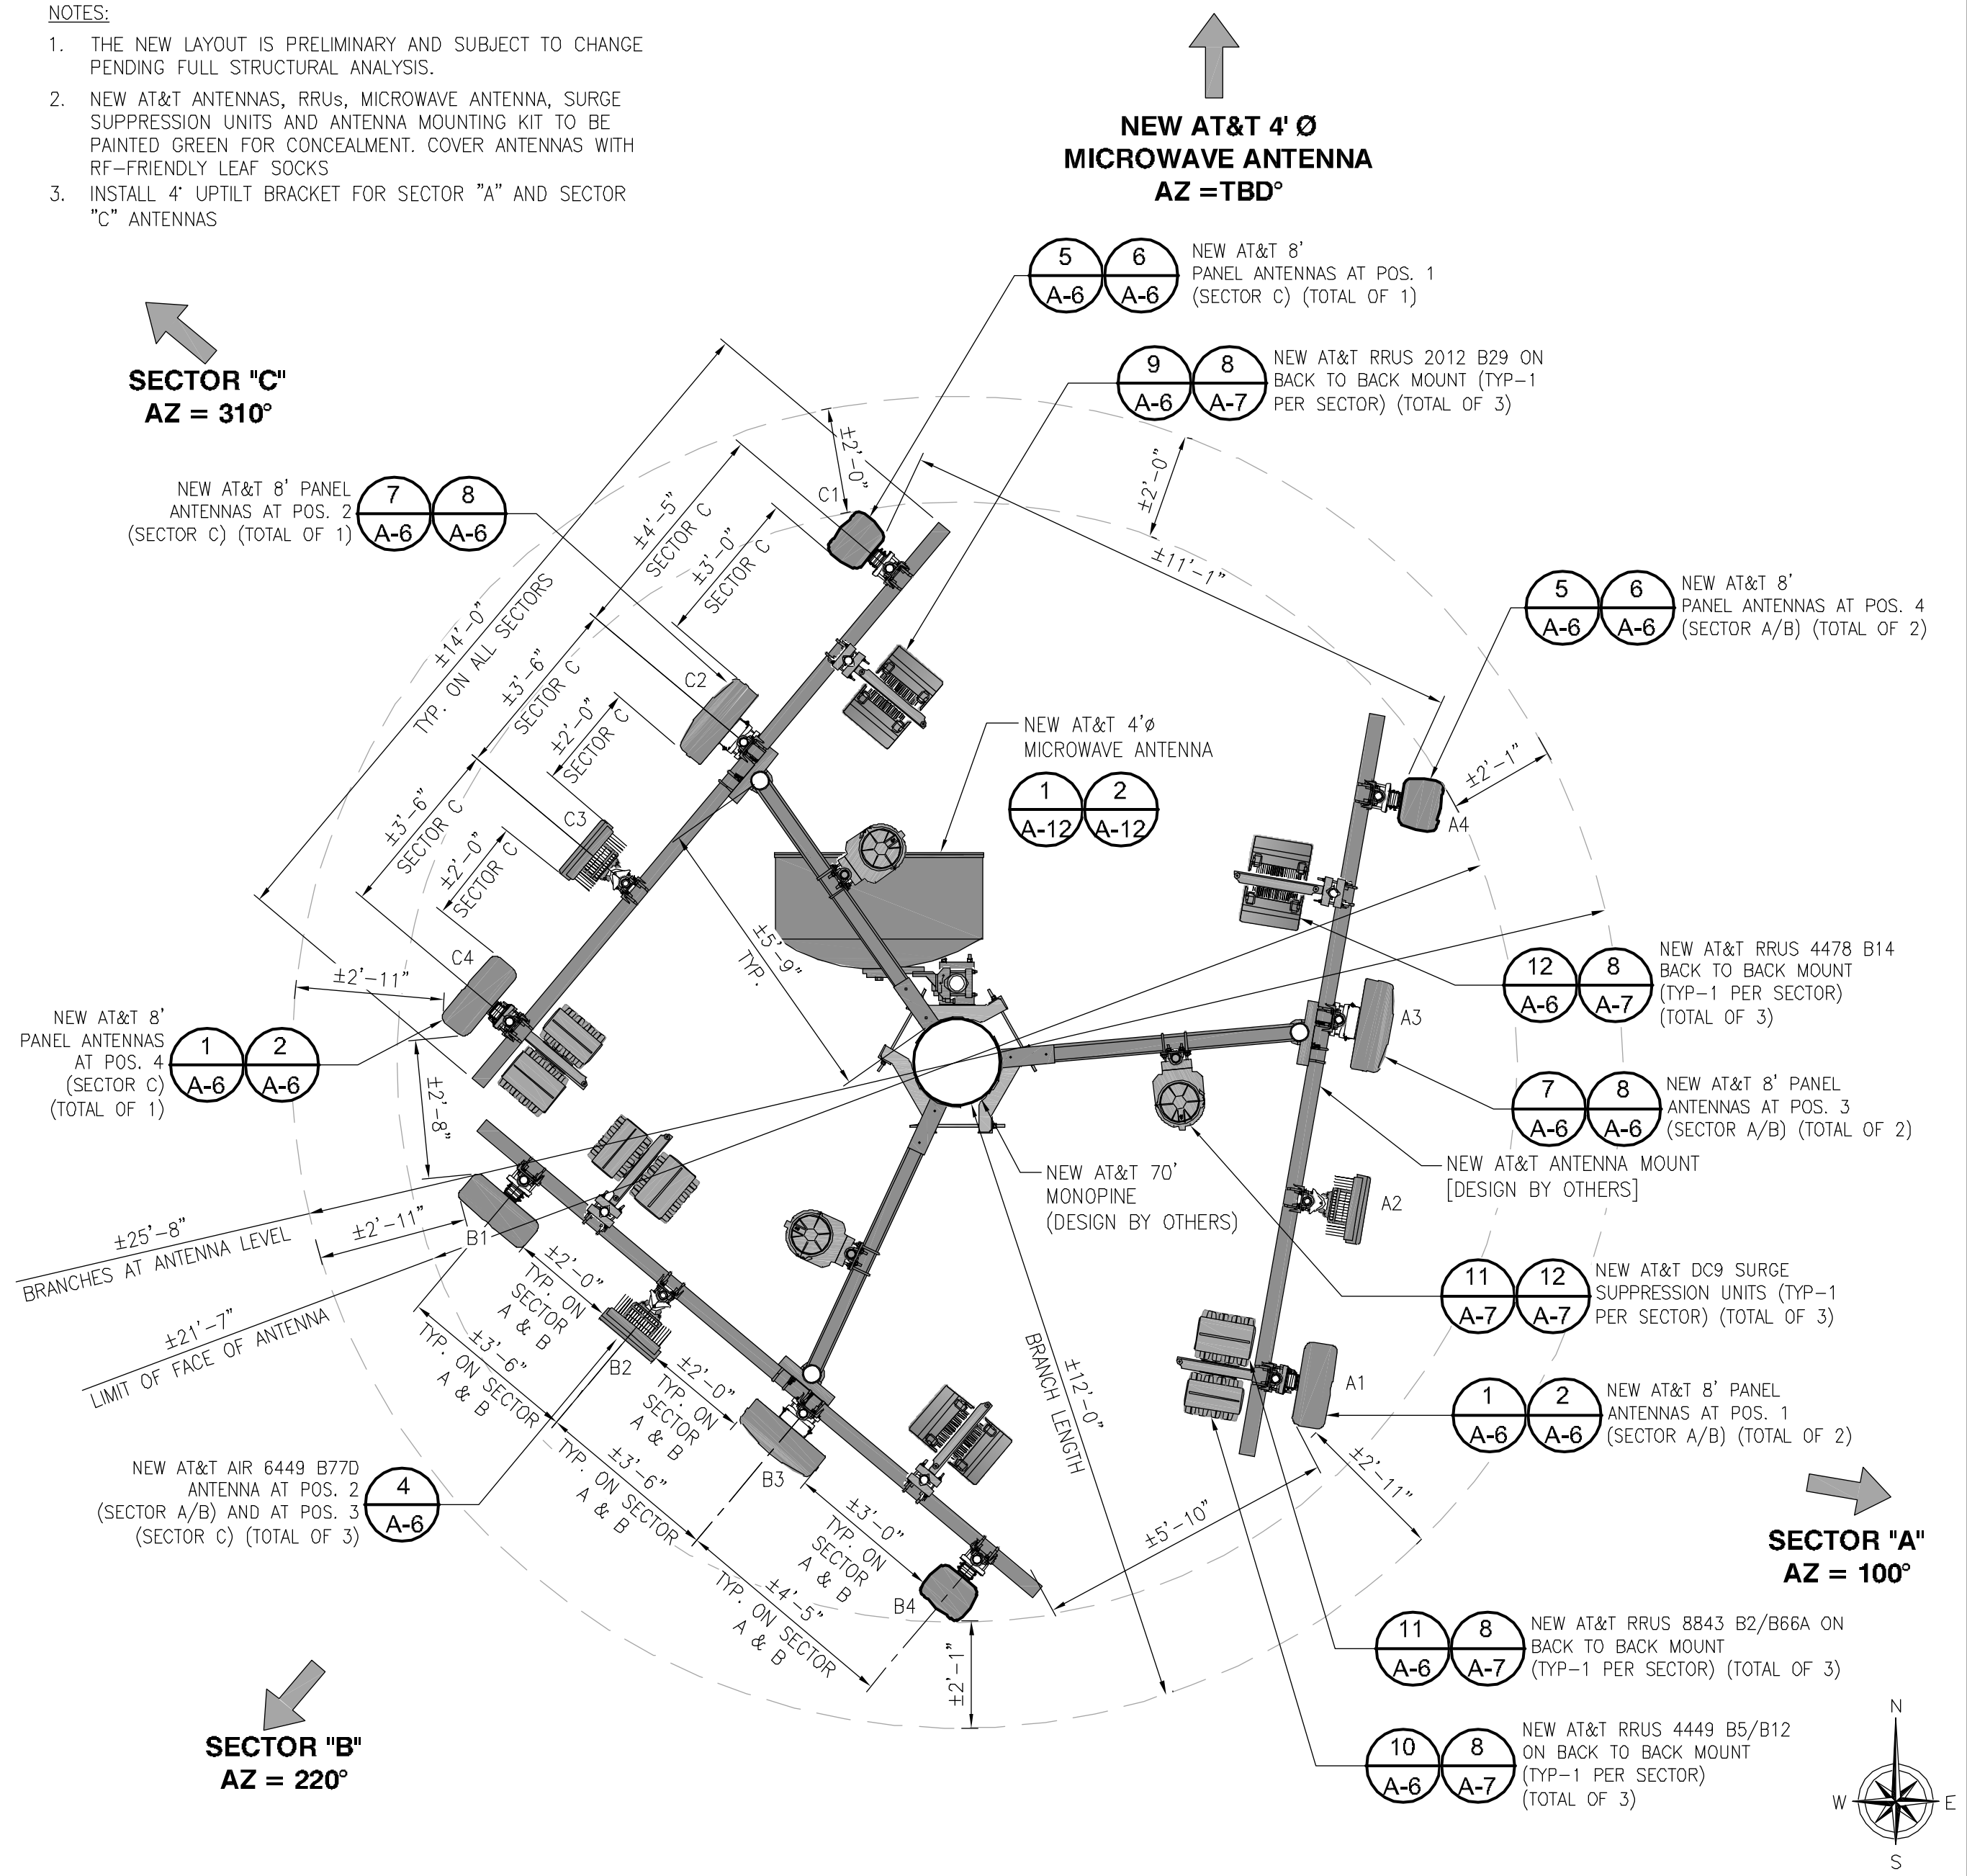 NOTES:
1. THE NEW LAYOUT IS PRELIMINARY AND SUBJECT TO CHANGE
PENDING FULL STRUCTURAL ANALYSIS.
2. NEW AT&T ANTENNAS, RRUs, MICROWAVE ANTENNA, SURGE
SUPPRESSION UNITS AND ANTENNA MOUNTING KIT TO BE
PAINTED GREEN FOR CONCEALMENT. COVER ANTENNAS WITH
RF-FRIENDLY LEAF SOCKS
3. INSTALL 4° UPTILT BRACKET FOR SECTOR "A" AND SECTOR
"C" ANTENNAS
NEW AT&T 4' Ø
MICROWAVE ANTENNA
AZ =TBD°
5
A-6
6
A-6
NEW AT&T 8'
PANEL ANTENNAS AT POS. 1
(SECTOR C) (TOTAL OF 1)
9
A-6
8
A-7
NEW AT&T RRUS 2012 B29 ON
BACK TO BACK MOUNT (TYP-1
PER SECTOR) (TOTAL OF 3)
SECTOR "C"
AZ = 310°
NEW AT&T 8' PANEL
ANTENNAS AT POS. 2
(SECTOR C) (TOTAL OF 1)
7
A-6
8
A-6
±2'-0"
C1
±4'-5"
SECTOR C
±3'-0"
SECTOR C
±2'-0"
±11'-1"
5
A-6
6
A-6
NEW AT&T 8'
PANEL ANTENNAS AT POS. 4
(SECTOR A/B) (TOTAL OF 2)
±14'-0"
TYP. ON ALL SECTORS
±3'-6"
SECTOR C
C2
±2'-0"
SECTOR C
NEW AT&T 4'ø
MICROWAVE ANTENNA
1
A-12
2
A-12
±2'-1"
A4
±3'-6"
SECTOR C
C3
±2'-0"
SECTOR C
±5'-9"
TYP.
C4
±2'-11"
12
A-6
8
A-7
NEW AT&T RRUS 4478 B14
BACK TO BACK MOUNT
(TYP-1 PER SECTOR)
(TOTAL OF 3)
NEW AT&T 8'
PANEL ANTENNAS
AT POS. 4
(SECTOR C)
(TOTAL OF 1)
1
A-6
2
A-6
±2'-8"
A3
7
A-6
8
A-6
NEW AT&T 8' PANEL
ANTENNAS AT POS. 3
(SECTOR A/B) (TOTAL OF 2)
NEW AT&T ANTENNA MOUNT
[DESIGN BY OTHERS]
NEW AT&T 70'
MONOPINE
(DESIGN BY OTHERS)
A2
±25'-8"
BRANCHES AT ANTENNA LEVEL
±2'-11"
B1
±21'-7"
LIMIT OF FACE OF ANTENNA
±2'-0"
TYP. ON
SECTOR
A & B
11
A-7
12
A-7
NEW AT&T DC9 SURGE
SUPPRESSION UNITS (TYP-1
PER SECTOR) (TOTAL OF 3)
±3'-6"
TYP. ON SECTOR
A & B
B2
±2'-0"
TYP. ON
SECTOR
A & B
±12'-0"
BRANCH LENGTH
A1
1
A-6
2
A-6
NEW AT&T 8' PANEL
ANTENNAS AT POS. 1
(SECTOR A/B) (TOTAL OF 2)
±3'-6"
TYP. ON SECTOR
A & B
B3
±2'-11"
NEW AT&T AIR 6449 B77D
ANTENNA AT POS. 2
(SECTOR A/B) AND AT POS. 3
(SECTOR C) (TOTAL OF 3)
4
A-6
±3'-0"
TYP. ON
SECTOR
A & B
±5'-10"
SECTOR "A"
AZ = 100°
±4'-5"
TYP. ON SECTOR
A & B
B4
±2'-1"
11
A-6
8
A-7
NEW AT&T RRUS 8843 B2/B66A ON
BACK TO BACK MOUNT
(TYP-1 PER SECTOR) (TOTAL OF 3)
SECTOR "B"
AZ = 220°
10
A-6
8
A-7
NEW AT&T RRUS 4449 B5/B12
ON BACK TO BACK MOUNT
(TYP-1 PER SECTOR)
(TOTAL OF 3)
N
W
E
S